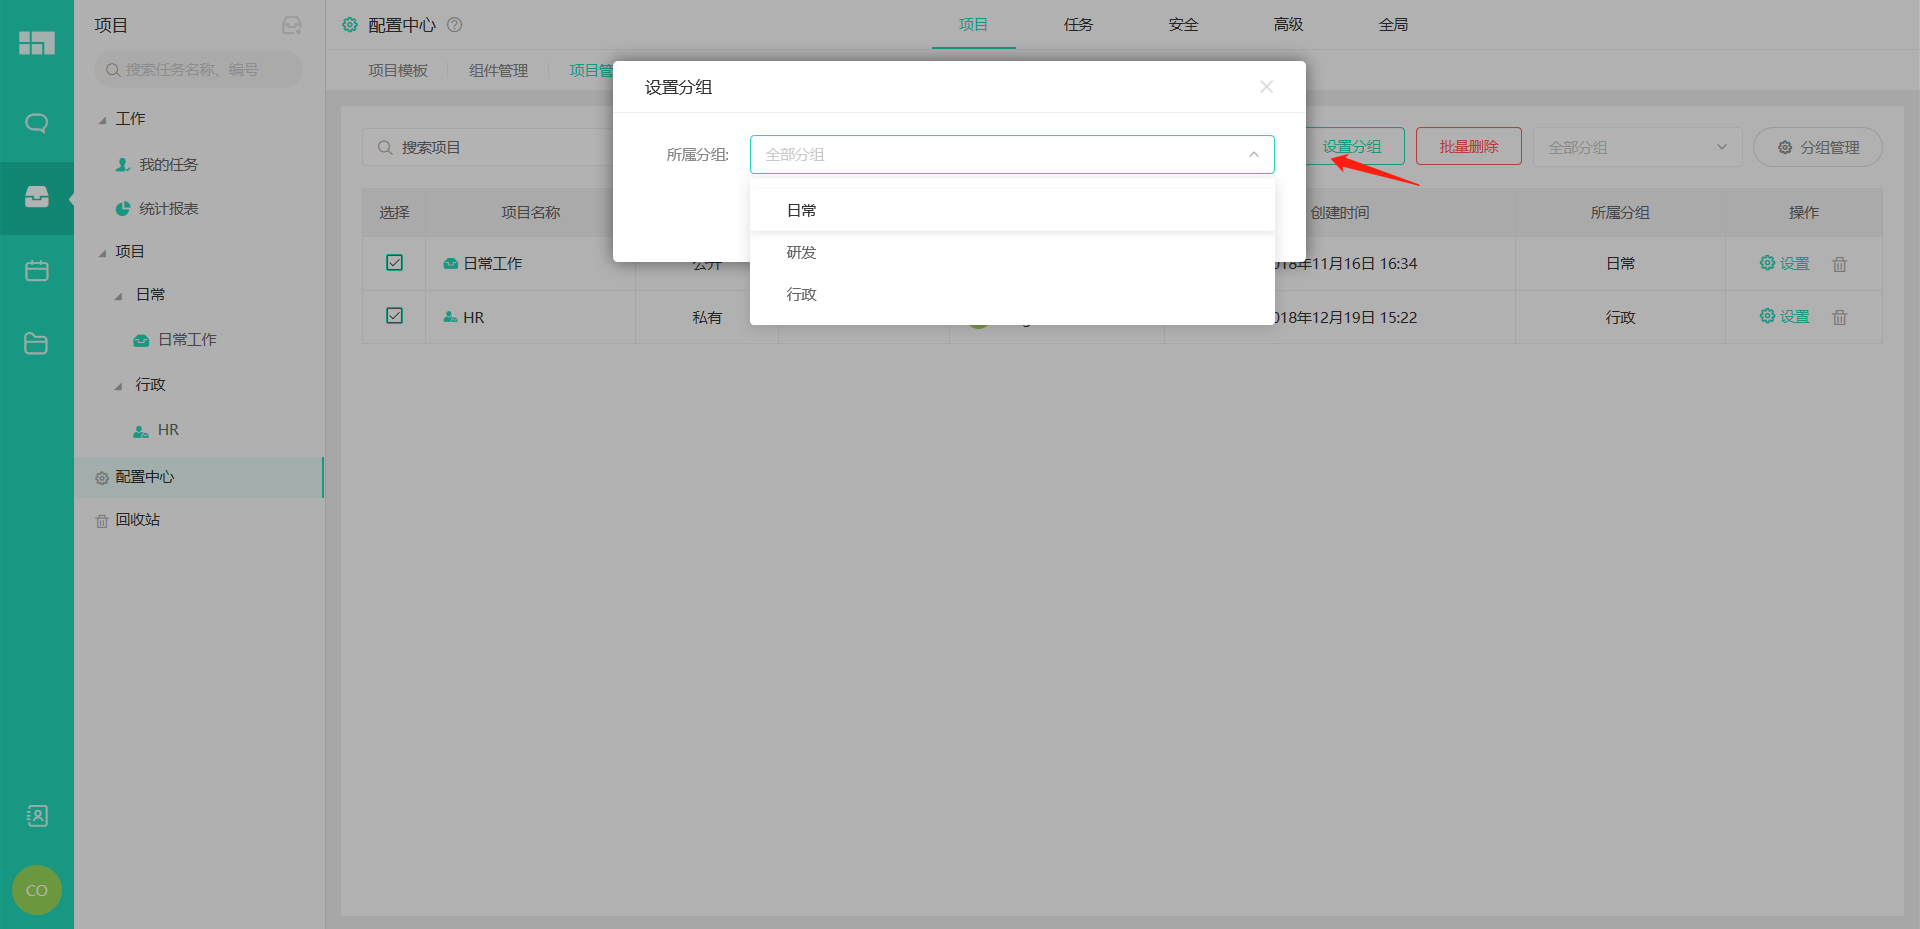 项目
搜索任务名称、编号
工作
我的任务
统计报表
项目
日常
日常工作
行政
HR
配置中心
回收站
CO
配置中心
项目 任务 安全 高级 全局
项目模板 组件管理 项目管
设置分组
所属分组: 全部分组
日常
研发
行政
搜索项目
设置分组 批量删除 全部分组 分组管理
选择 项目名称 创建时间 所属分组 操作
日常工作 公开 018年11月16日 16:34 日常 设置
HR 私有 018年12月19日 15:22 行政 设置